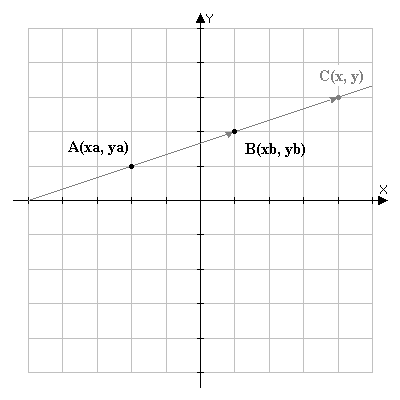 Y
C(x, y)
A(xa, ya)
B(xb, yb)
X